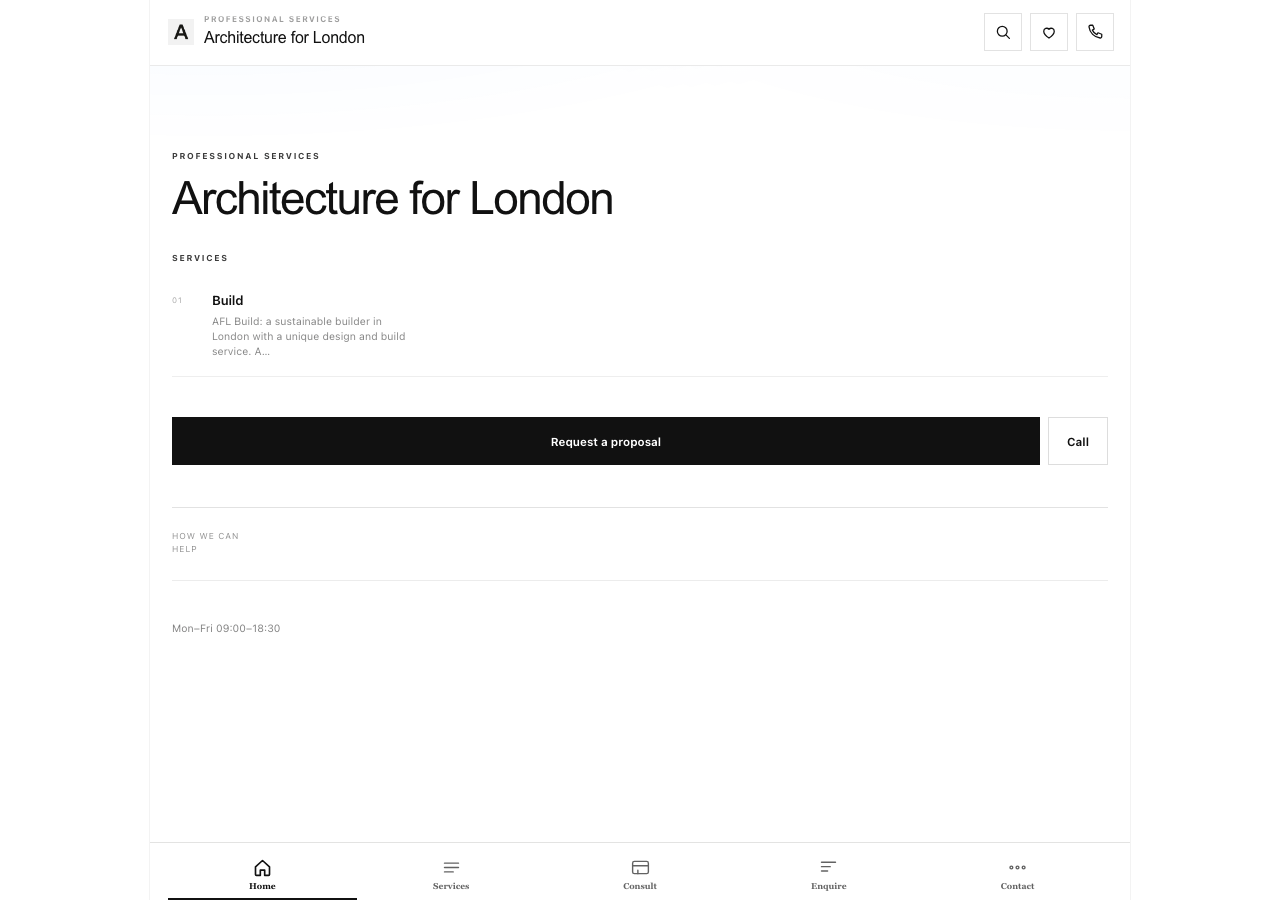 A
PROFESSIONAL SERVICES
Architecture for London
PROFESSIONAL SERVICES
Architecture for London
SERVICES
01
Build
AFL Build: a sustainable builder in
London with a unique design and build
service. A...
Request a proposal
Call
HOW WE CAN
HELP
Mon–Fri 09:00–18:30
Home
Services
Consult
Enquire
Contact